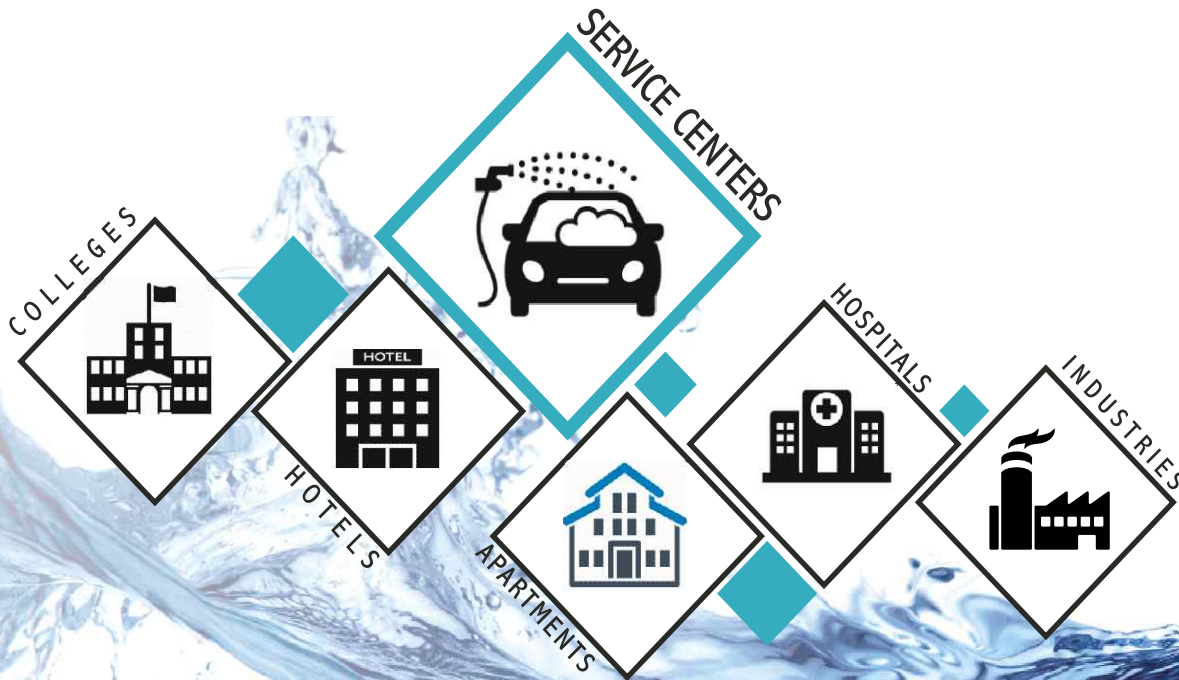 SERVICE CENTERS
COLLEGES
HOTEL
HOTELS
APARTMENTS
HOSPITALS
INDUSTRIES